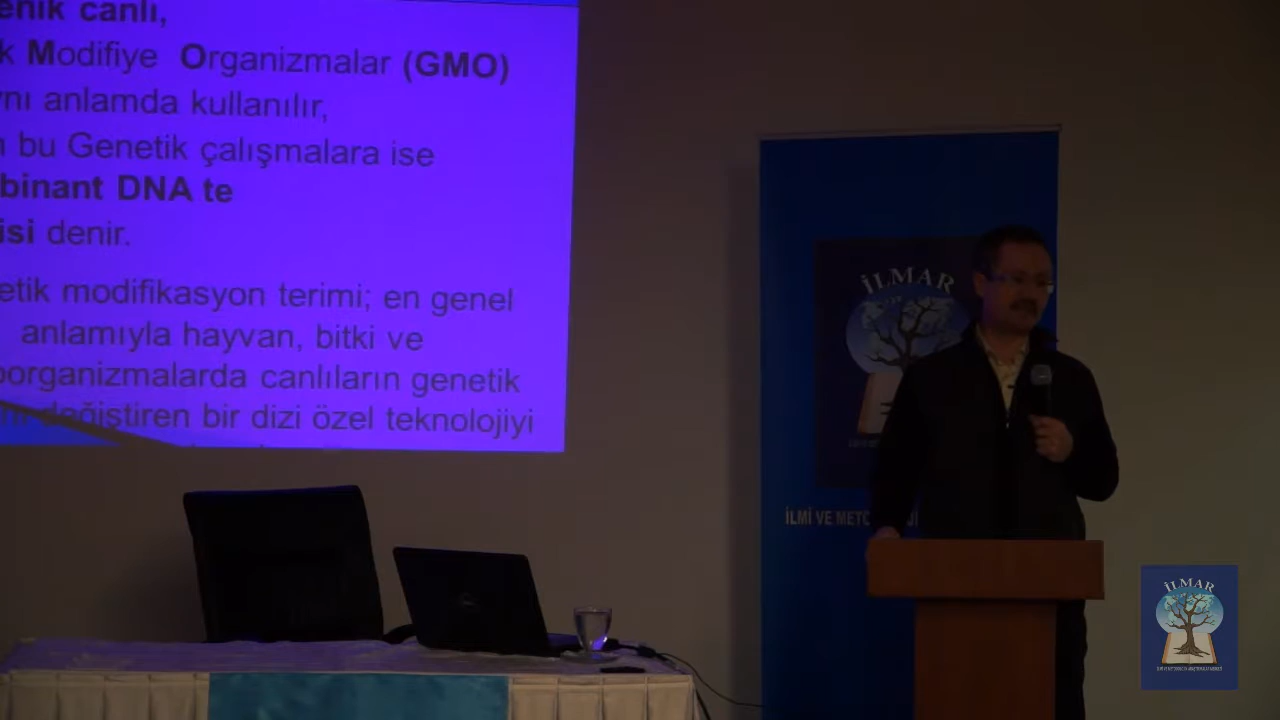 enik canlı,
k Modifiye Organizmalar (GMO)
ynı anlamda kullanılır,
n bu Genetik çalışmalara ise
binant DNA te
isi denir.
etik modifikasyon terimi; en genel
anlamıyla hayvan, bitki ve
oorganizmalarda canlıların genetik
değiştiren bir dizi özel teknolojiyi
İLMAR
İLMİ VE
İLMAR